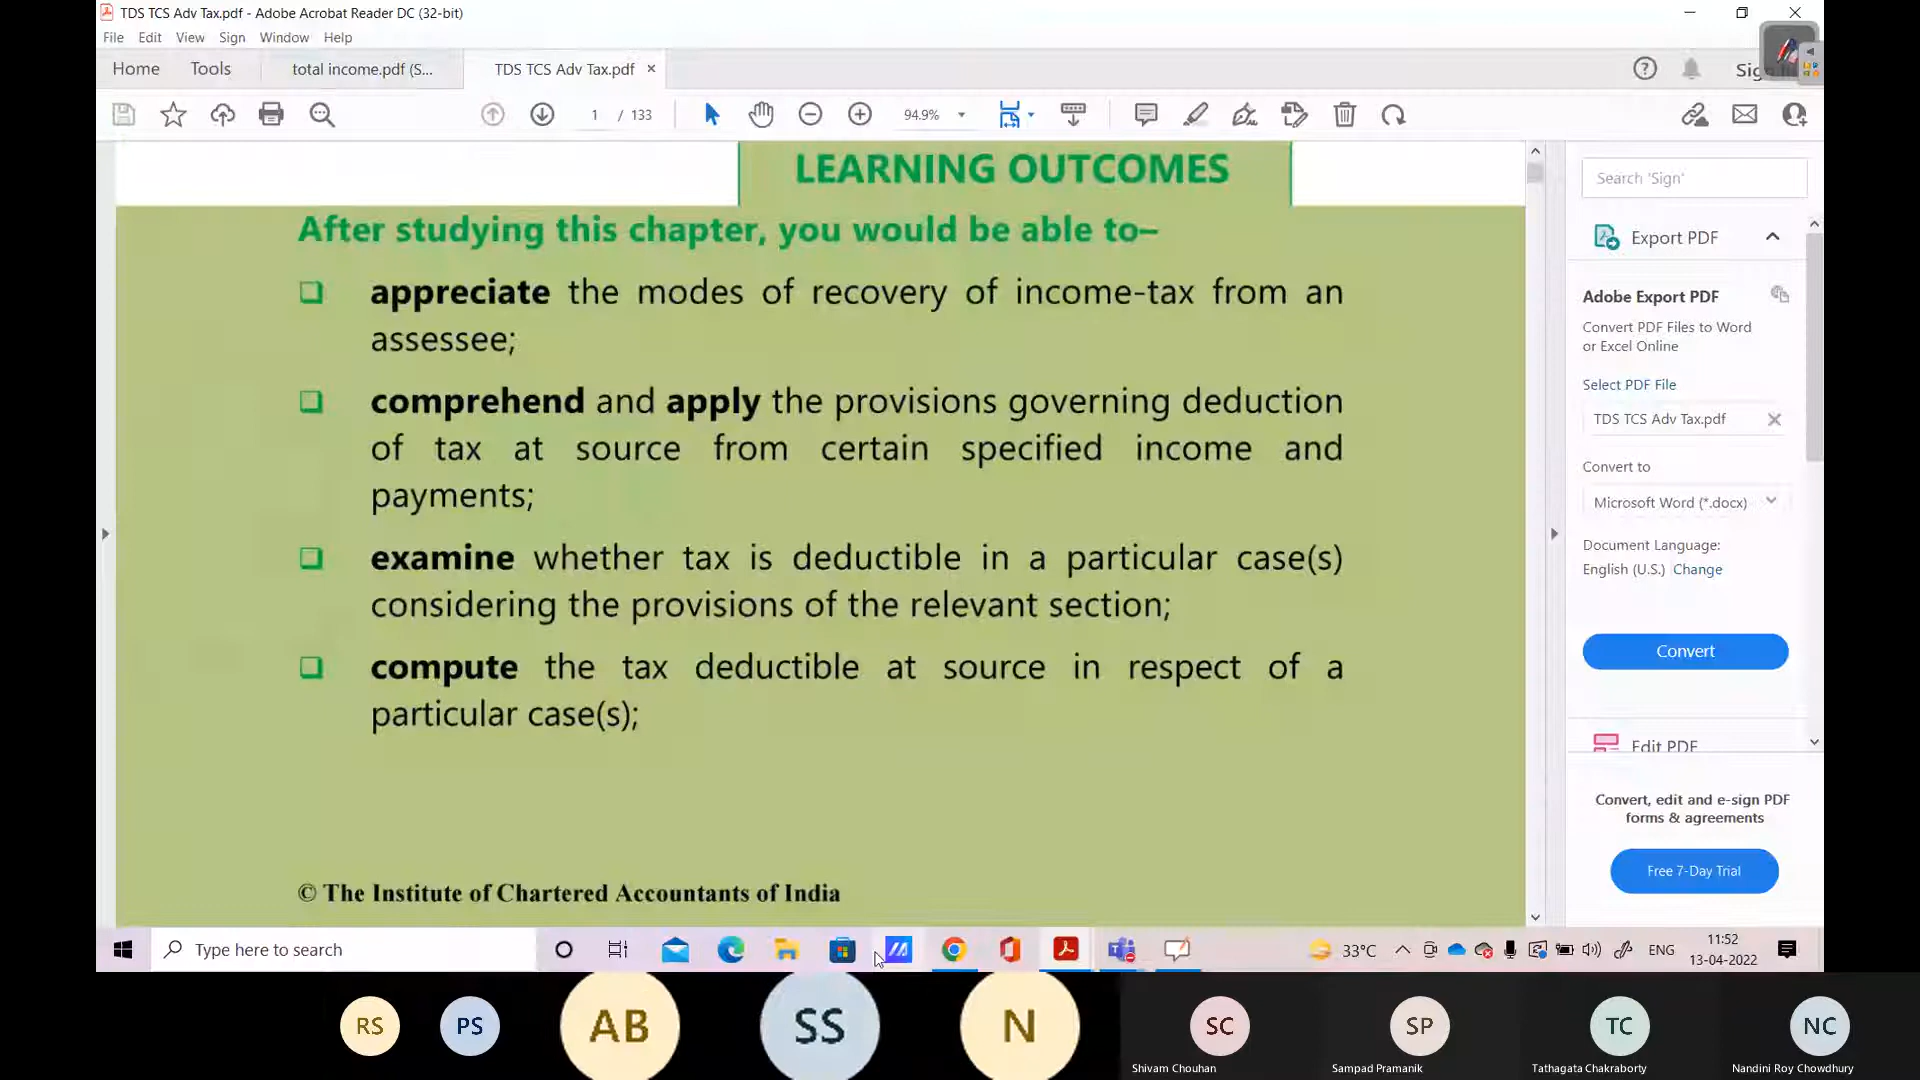 TDS TCS Adv Tax.pdf - Adobe Acrobat Reader DC (32-bit)
File Edit View Sign Window Help
Home Tools total income.pdf (S... TDS TCS Adv Tax.pdf
1 / 133 94.9%
LEARNING OUTCOMES
After studying this chapter, you would be able to–
appreciate the modes of recovery of income-tax from an
assessee;
comprehend and apply the provisions governing deduction
of tax at source from certain specified income and
payments;
examine whether tax is deductible in a particular case(s)
considering the provisions of the relevant section;
compute the tax deductible at source in respect of a
particular case(s);
© The Institute of Chartered Accountants of India
Search 'Sign'
Export PDF
Adobe Export PDF
Convert PDF Files to Word
or Excel Online
Select PDF File
TDS TCS Adv Tax.pdf
Convert to
Microsoft Word (*.docx)
Document Language:
English (U.S.) Change
Convert
Edit PDF
Convert, edit and e-sign PDF
forms & agreements
Free 7-Day Trial
Type here to search
33°C
ENG
11:52
13-04-2022
RS PS AB SS N SC SP TC NC
Shivam Chouhan Sampad Pramanik Tathagata Chakraborty Nandini Roy Chowdhury